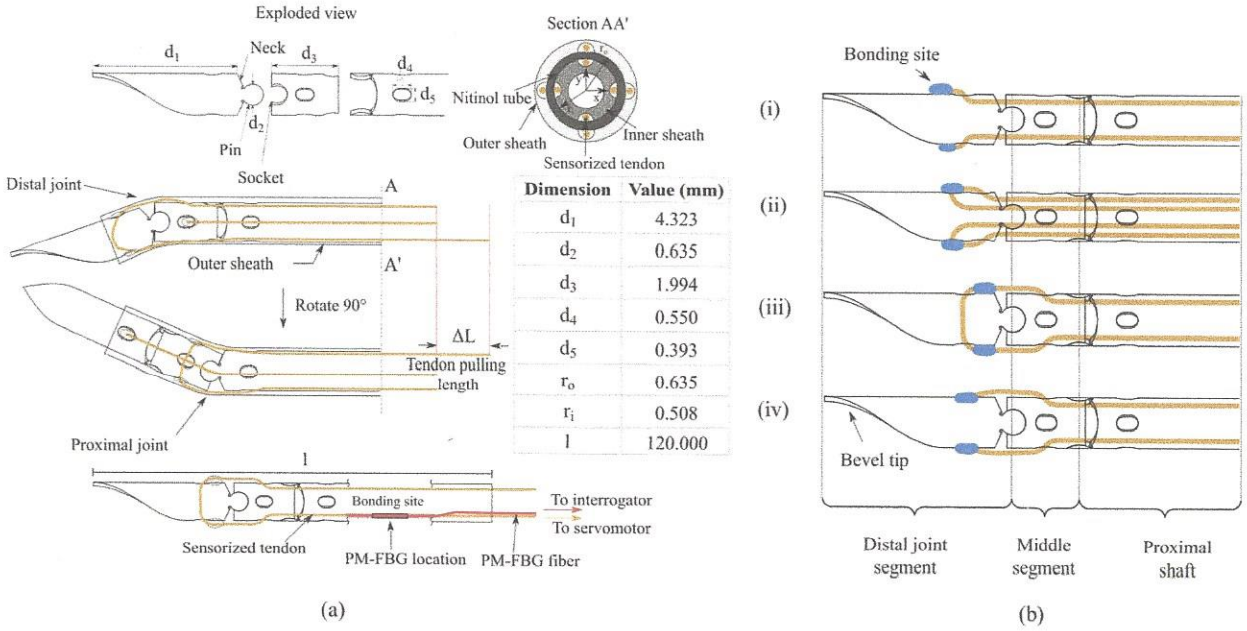 Exploded view
Section AA'
d₁
Neck
d₃
d₄
d₅
d₂
Pin
Socket
rₒ
y
x
Nitinol tube
Outer sheath
Inner sheath
Sensorized tendon
Distal joint
A
Outer sheath
A'
Rotate 90°
ΔL
Tendon pulling
length
Proximal joint
Dimension Value (mm)
d₁ 4.323
d₂ 0.635
d₃ 1.994
d₄ 0.550
d₅ 0.393
rₒ 0.635
rᵢ 0.508
l 120.000
l
Bonding site
To interrogator
To servomotor
Sensorized tendon
PM-FBG location
PM-FBG fiber
(a)
Bonding site
(i)
(ii)
(iii)
(iv)
Bevel tip
Distal joint
segment
Middle
segment
Proximal
shaft
(b)